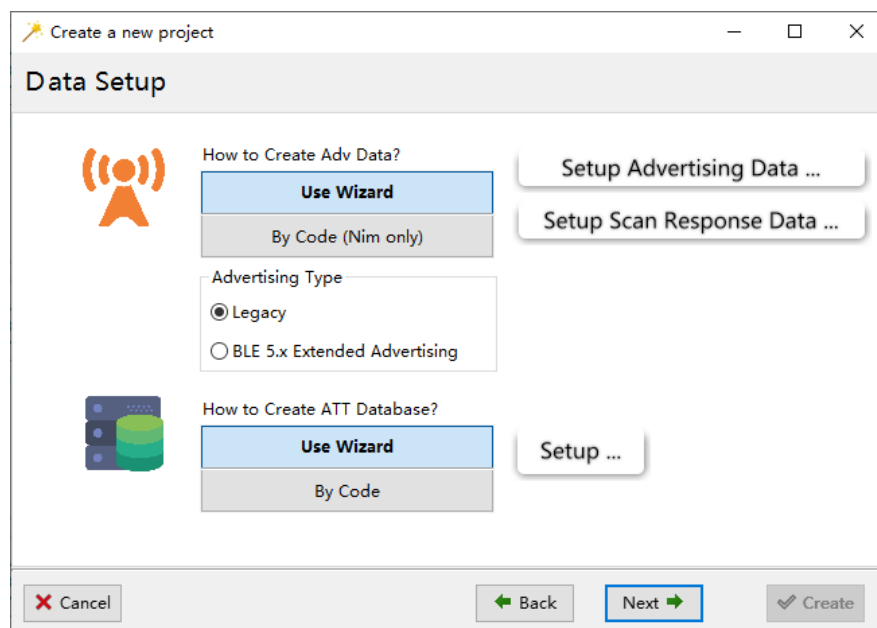 Create a new project
Data Setup
How to Create Adv Data?
Use Wizard
By Code (Nim only)
Setup Advertising Data ...
Setup Scan Response Data ...
Advertising Type
Legacy
BLE 5.x Extended Advertising
How to Create ATT Database?
Use Wizard
By Code
Setup ...
Cancel
Back
Next
Create